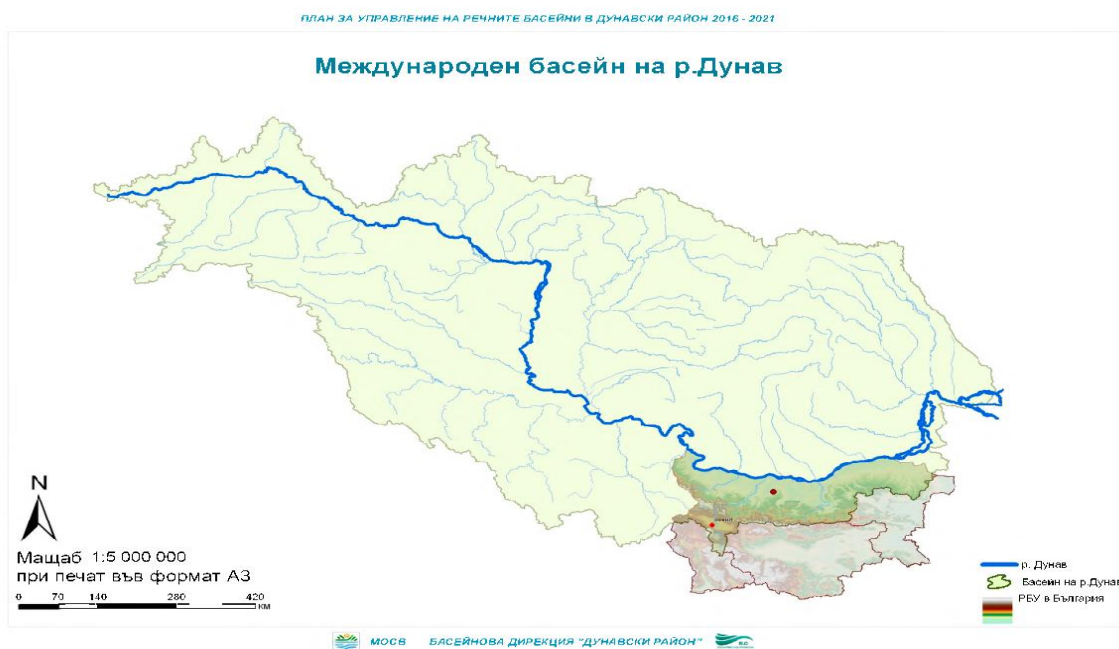 ПЛАН ЗА УПРАВЛЕНИЕ НА РЕЧНИТЕ БАСЕЙНИ В ДУНАВСКИ РАЙОН 2016 - 2021
Международен басейн на р.Дунав
N
Мащаб 1:5 000 000
при печат във формат А3
0 70 140 280 420
км
р. Дунав
Басейн на р.Дунав
РБУ в България
МОСВ БАСЕЙНОВА ДИРЕКЦИЯ "ДУНАВСКИ РАЙОН"